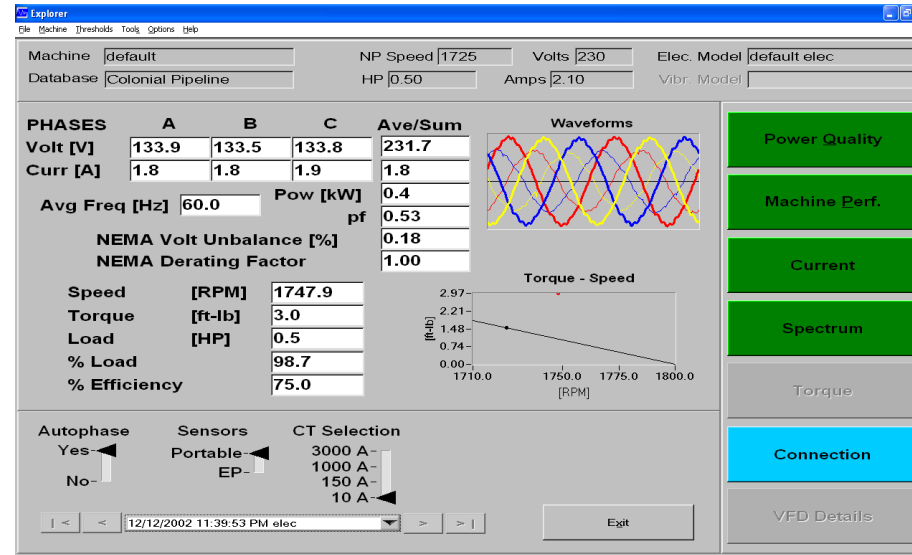 Explorer
File Machine Thresholds Tools Options Help
Machine default NP Speed 1725 Volts 230 Elec. Model default elec
Database Colonial Pipeline HP 0.50 Amps 2.10 Vibr. Model
PHASES A B C Ave/Sum
Volt [V] 133.9 133.5 133.8 231.7
Curr [A] 1.8 1.8 1.9 1.8
Avg Freq [Hz] 60.0 Pow [kW] 0.4
pf 0.53
NEMA Volt Unbalance [%] 0.18
NEMA Derating Factor 1.00
Speed [RPM] 1747.9
Torque [ft-lb] 3.0
Load [HP] 0.5
% Load 98.7
% Efficiency 75.0
Waveforms
Torque - Speed
2.97
2.21
1.48
0.74
0.00
[ft-lb]
1710.0 1750.0 1775.0 1800.0
[RPM]
Power Quality
Machine Perf.
Current
Spectrum
Torque
Connection
VFD Details
Autophase Sensors CT Selection
Yes Portable 3000 A
1000 A
EP 150 A
No 10 A
|< < 12/12/2002 11:39:53 PM elec > >| Exit